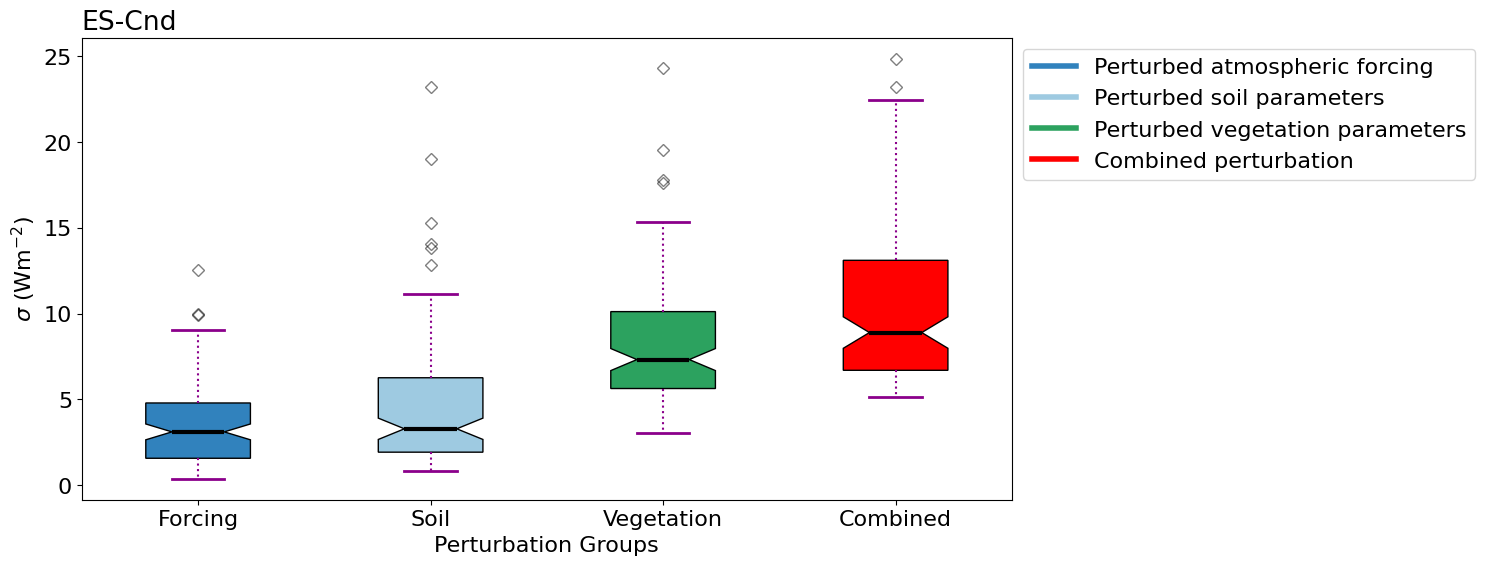 ES-Cnd
25
20
15
10
5
0
σ (Wm⁻²)
Forcing Soil Vegetation Combined
Perturbation Groups
Perturbed atmospheric forcing
Perturbed soil parameters
Perturbed vegetation parameters
Combined perturbation